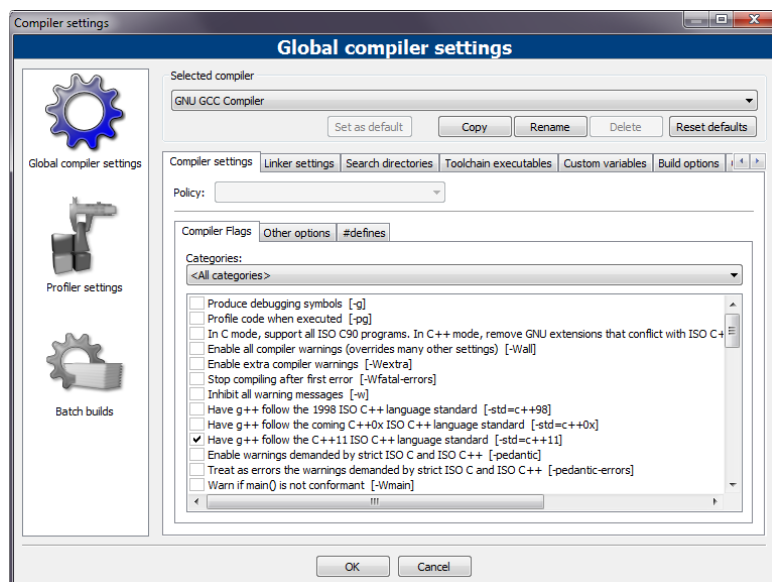 Compiler settings
Global compiler settings
Selected compiler
GNU GCC Compiler
Set as default
Copy
Rename
Delete
Reset defaults
Global compiler settings
Profiler settings
Batch builds
Compiler settings
Linker settings
Search directories
Toolchain executables
Custom variables
Build options
Policy:
Compiler Flags
Other options
#defines
Categories:
<All categories>
Produce debugging symbols [-g]
Profile code when executed [-pg]
In C mode, support all ISO C90 programs. In C++ mode, remove GNU extensions that conflict with ISO C+
Enable all compiler warnings (overrides many other settings) [-Wall]
Enable extra compiler warnings [-Wextra]
Stop compiling after first error [-Wfatal-errors]
Inhibit all warning messages [-w]
Have g++ follow the 1998 ISO C++ language standard [-std=c++98]
Have g++ follow the coming C++0x ISO C++ language standard [-std=c++0x]
Have g++ follow the C++11 ISO C++ language standard [-std=c++11]
Enable warnings demanded by strict ISO C and ISO C++ [-pedantic]
Treat as errors the warnings demanded by strict ISO C and ISO C++ [-pedantic-errors]
Warn if main() is not conformant [-Wmain]
OK
Cancel